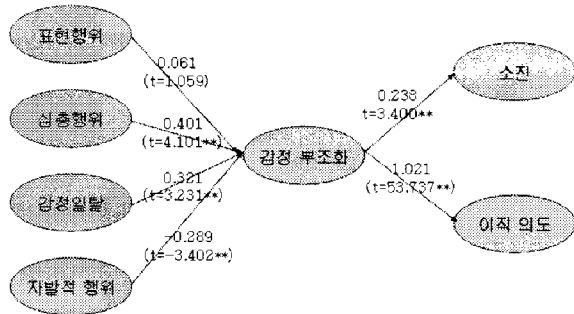 표현행위
0.061
(t=1.059)
심층행위
0.401
(t=4.101**)
감정일탈
0.321
(t=3.231**)
자발적 행위
-0.289
(t=-3.402**)
감정 부조화
0.238
t=3.400**
소진
1.021
(t=53.737**)
이직 의도